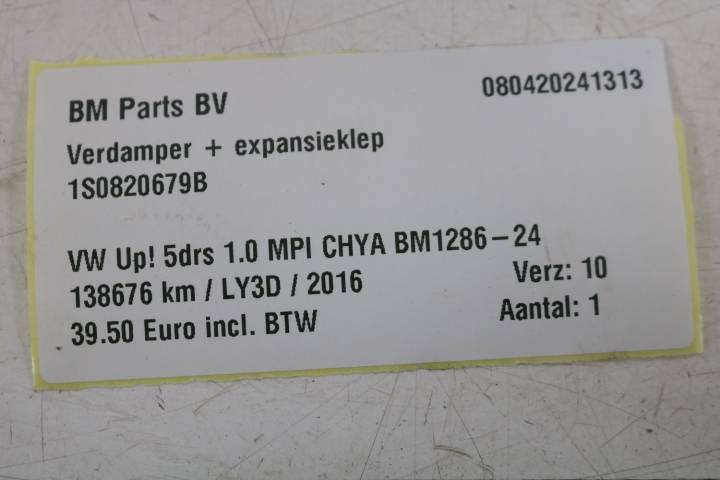 BM Parts BV
080420241313
Verdamper + expansieklep
1S0820679B
VW Up! 5drs 1.0 MPI CHYA BM1286-24
138676 km / LY3D / 2016
Verz: 10
39.50 Euro incl. BTW
Aantal: 1